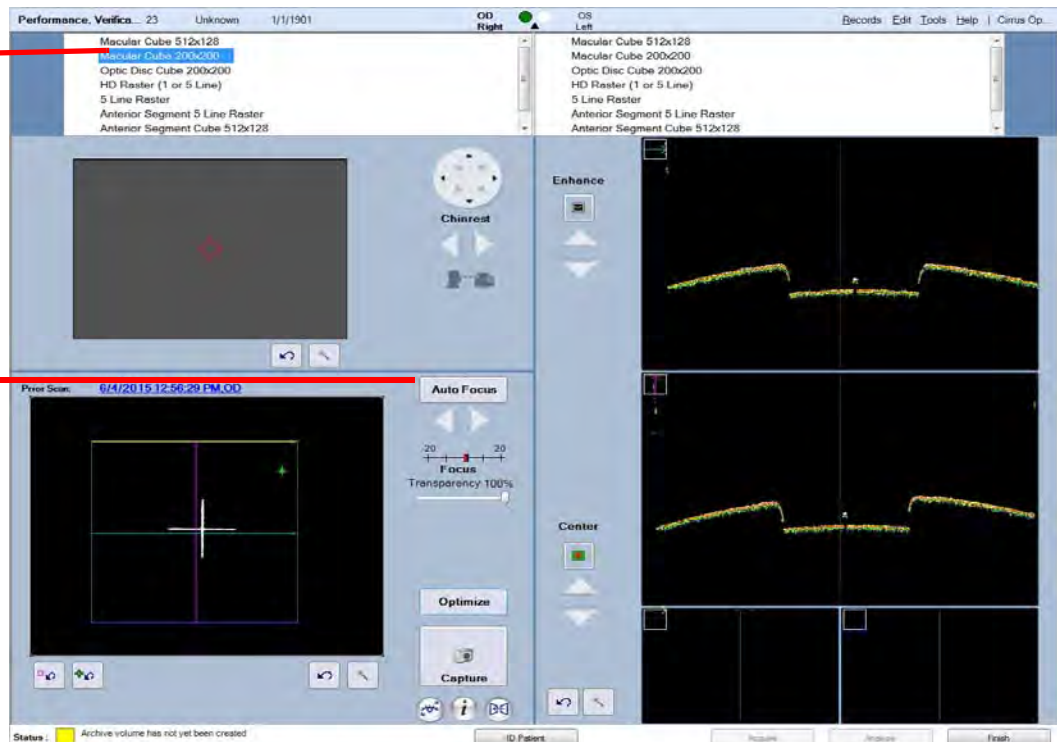 Performance, Verifica... 23 Unknown 1/1/1901 OD Right OS Left Records Edit Tools Help | Cirrus Op...
Macular Cube 512x128
Macular Cube 200x200
Optic Disc Cube 200x200
HD Raster (1 or 5 Line)
5 Line Raster
Anterior Segment 5 Line Raster
Anterior Segment Cube 512x128
Macular Cube 512x128
Macular Cube 200x200
Optic Disc Cube 200x200
HD Raster (1 or 5 Line)
5 Line Raster
Anterior Segment 5 Line Raster
Anterior Segment Cube 512x128
Chinrest
Enhance
Prior Scan: 6/4/2015 12:56:29 PM,OD
Auto Focus
-20 20
Focus
Transparency 100%
Center
Optimize
Capture
i
Status : Archive volume has not yet been created
ID Patient Acquire Analyze Finish